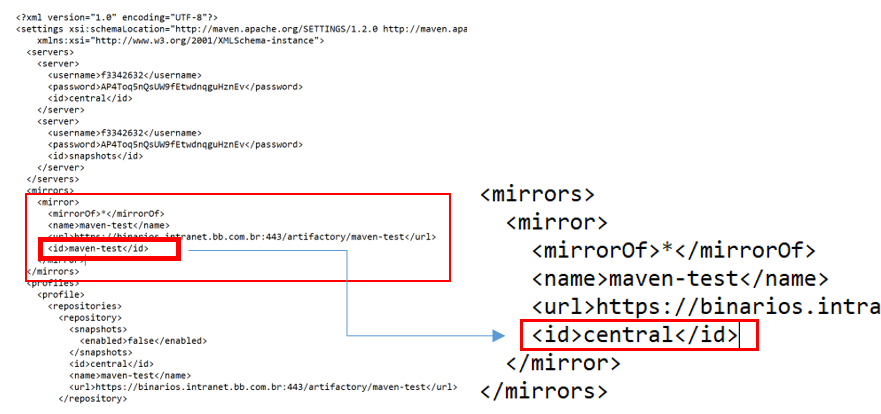 <?xml version="1.0" encoding="UTF-8"?>
<settings xsi:schemaLocation="http://maven.apache.org/SETTINGS/1.2.0 http://maven.apa
xmlns:xsi="http://www.w3.org/2001/XMLSchema-instance">
<servers>
<server>
<username>f3342632</username>
<password>AP4Toq5nQsUW9fEtwdnqguHznEv</password>
<id>central</id>
</server>
<server>
<username>f3342632</username>
<password>AP4Toq5nQsUW9fEtwdnqguHznEv</password>
<id>snapshots</id>
</server>
</servers>
<mirrors>
<mirror>
<mirrorOf>*</mirrorOf>
<name>maven-test</name>
<url>https://binarios.intranet.bb.com.br:443/artifactory/maven-test</url>
<id>maven-test</id>
</mirror>
</mirrors>
<profiles>
<profile>
<repositories>
<repository>
<snapshots>
<enabled>false</enabled>
</snapshots>
<id>central</id>
<name>maven-test</name>
<url>https://binarios.intranet.bb.com.br:443/artifactory/maven-test</url>
</repository>
<mirrors>
<mirror>
<mirrorOf>*</mirrorOf>
<name>maven-test</name>
<url>https://binarios.intra
<id>central</id>
</mirror>
</mirrors>